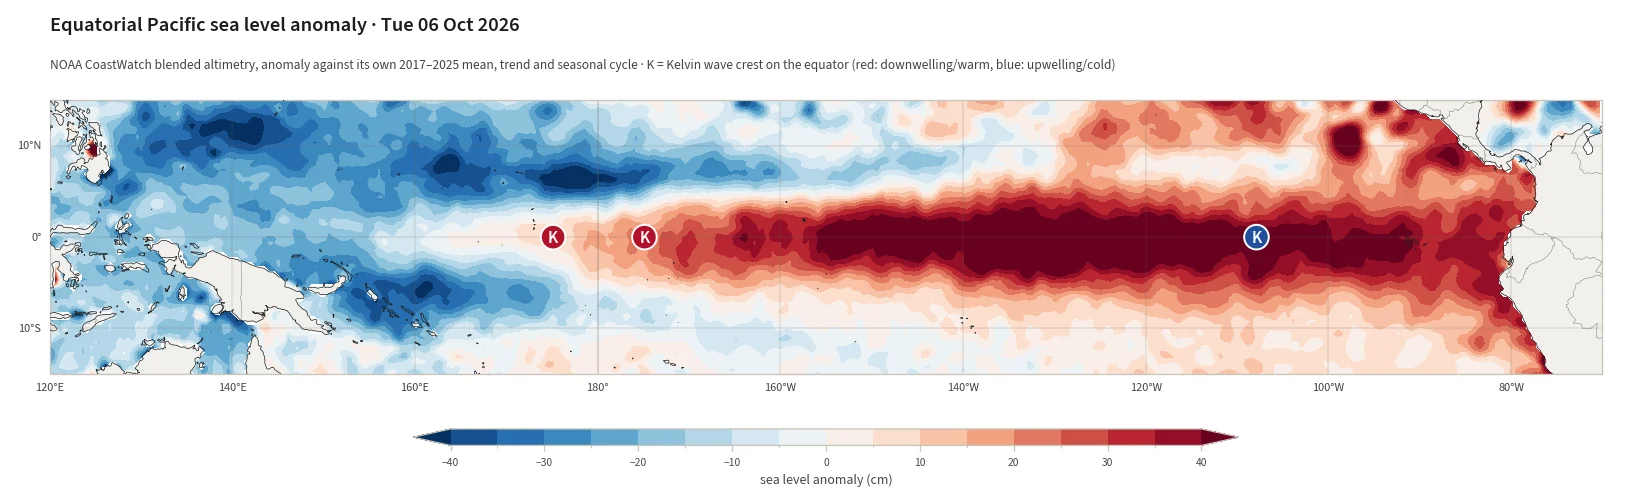 Equatorial Pacific sea level anomaly · Tue 06 Oct 2026
NOAA CoastWatch blended altimetry, anomaly against its own 2017–2025 mean, trend and seasonal cycle · K = Kelvin wave crest on the equator (red: downwelling/warm, blue: upwelling/cold)
10°N
0°
K K K
10°S
120°E 140°E 160°E 180° 160°W 140°W 120°W 100°W 80°W
−40 −30 −20 −10 0 10 20 30 40
sea level anomaly (cm)